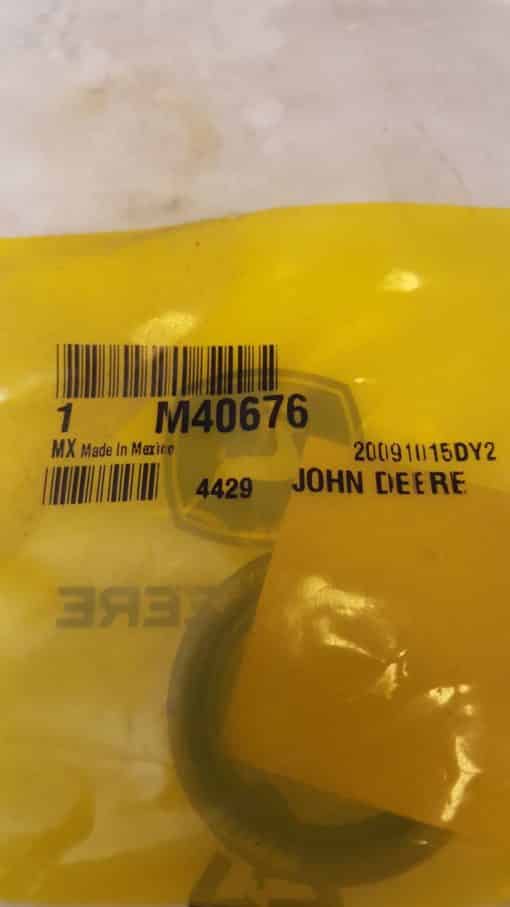 1 M40676
MX Made In Mexico 20091015DY2
4429 JOHN DEERE
DEERE